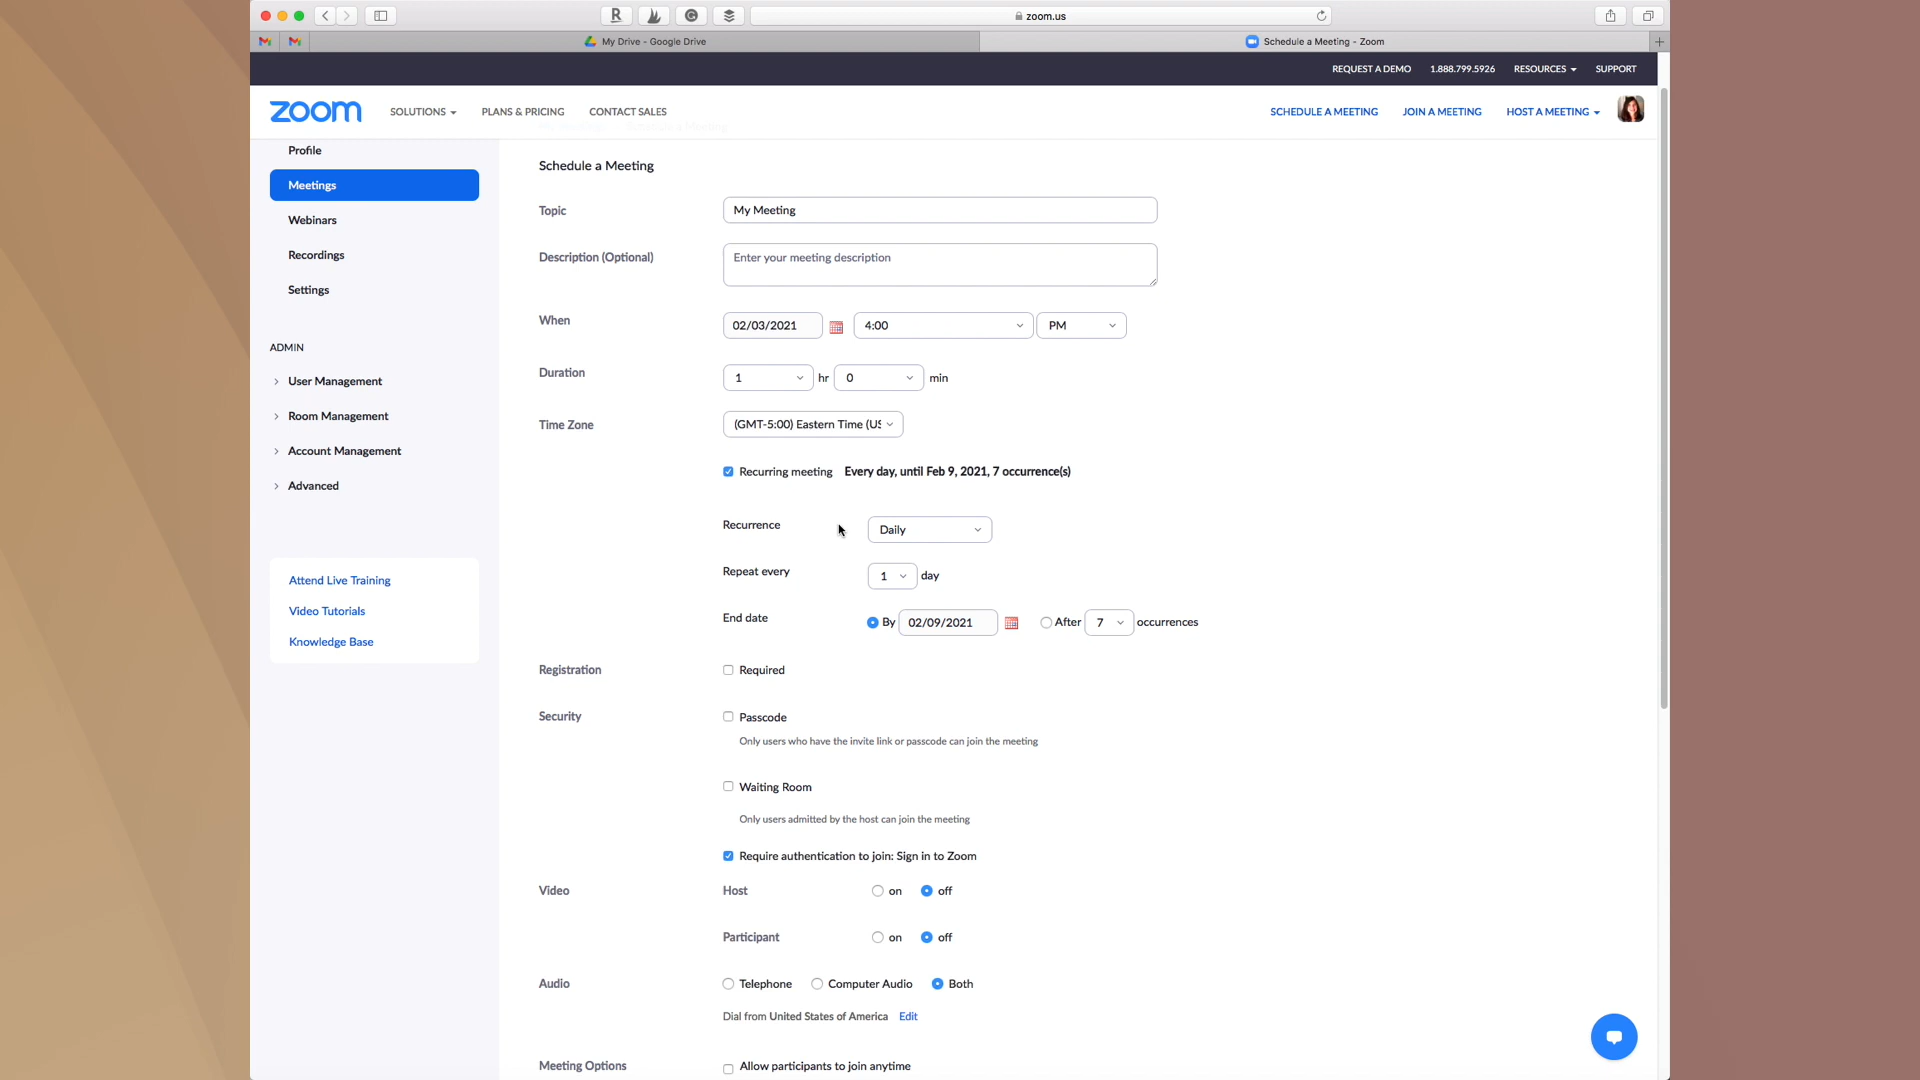 zoom.us
My Drive - Google Drive
Schedule a Meeting - Zoom
REQUEST A DEMO 1.888.799.5926 RESOURCES SUPPORT
zoom SOLUTIONS PLANS & PRICING CONTACT SALES SCHEDULE A MEETING JOIN A MEETING HOST A MEETING
Profile
Meetings
Webinars
Recordings
Settings
ADMIN
User Management
Room Management
Account Management
Advanced
Attend Live Training
Video Tutorials
Knowledge Base
Schedule a Meeting
Topic My Meeting
Description (Optional) Enter your meeting description
When 02/03/2021 4:00 PM
Duration 1 hr 0 min
Time Zone (GMT-5:00) Eastern Time (US
Recurring meeting Every day, until Feb 9, 2021, 7 occurrence(s)
Recurrence Daily
Repeat every 1 day
End date By 02/09/2021 After 7 occurrences
Registration Required
Security Passcode
Only users who have the invite link or passcode can join the meeting
Waiting Room
Only users admitted by the host can join the meeting
Require authentication to join: Sign in to Zoom
Video Host on off
Participant on off
Audio Telephone Computer Audio Both
Dial from United States of America Edit
Meeting Options Allow participants to join anytime